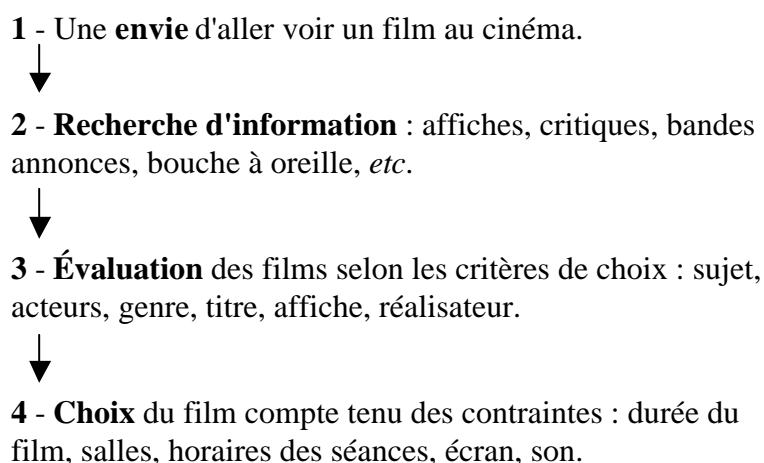 1 - Une envie d'aller voir un film au cinéma.
2 - Recherche d'information : affiches, critiques, bandes
annonces, bouche à oreille, etc.
3 - Évaluation des films selon les critères de choix : sujet,
acteurs, genre, titre, affiche, réalisateur.
4 - Choix du film compte tenu des contraintes : durée du
film, salles, horaires des séances, écran, son.